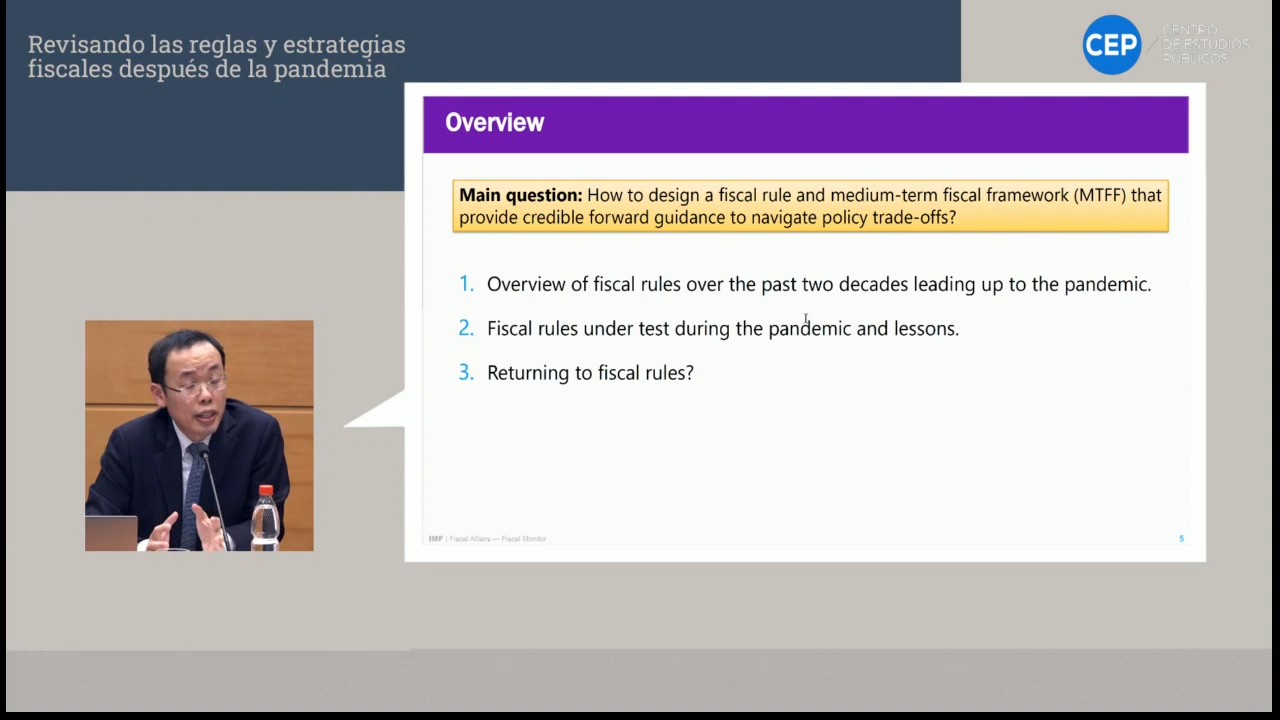 Revisando las reglas y estrategias
fiscales después de la pandemia
CEP
CENTRO
DE ESTUDIOS
PÚBLICOS
Overview
Main question: How to design a fiscal rule and medium-term fiscal framework (MTFF) that
provide credible forward guidance to navigate policy trade-offs?
1. Overview of fiscal rules over the past two decades leading up to the pandemic.
2. Fiscal rules under test during the pandemic and lessons.
3. Returning to fiscal rules?
IMF | Fiscal Affairs — Fiscal Monitor
5